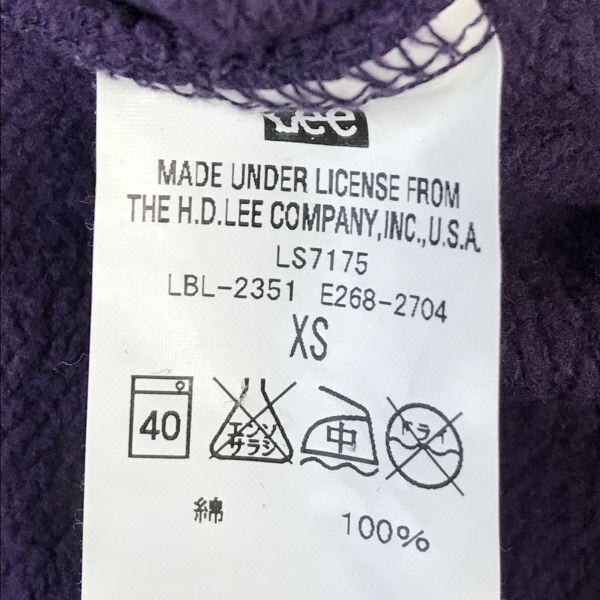 Lee
MADE UNDER LICENSE FROM
THE H.D.LEE COMPANY,INC.,U.S.A.
LS7175
LBL-2351 E268-2704
XS
40 エンソサラシ 中 ドライ
綿 100%